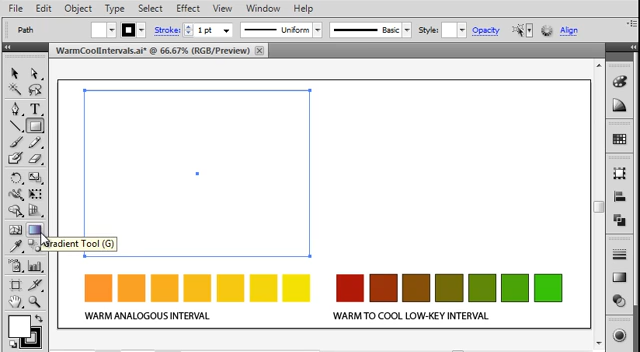 File Edit Object Type Select Effect View Window Help
Path Stroke: 1 pt Uniform Basic Style: Opacity Align
WarmCoolIntervals.ai* @ 66.67% (RGB/Preview)
T
Gradient Tool (G)
WARM ANALOGOUS INTERVAL
WARM TO COOL LOW-KEY INTERVAL